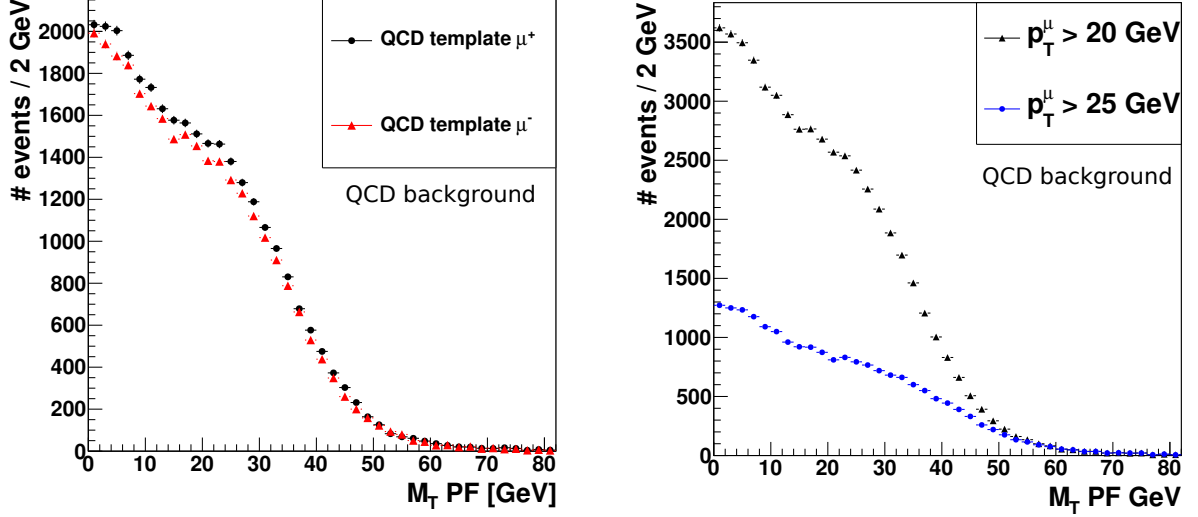 # events / 2 GeV
2000
1800
1600
1400
1200
1000
800
600
400
200
0
0 10 20 30 40 50 60 70 80
M_T PF [GeV]
QCD template μ⁺
QCD template μ⁻
QCD background
# events / 2 GeV
3500
3000
2500
2000
1500
1000
500
0
0 10 20 30 40 50 60 70 80
M_T PF GeV
p_T^μ > 20 GeV
p_T^μ > 25 GeV
QCD background